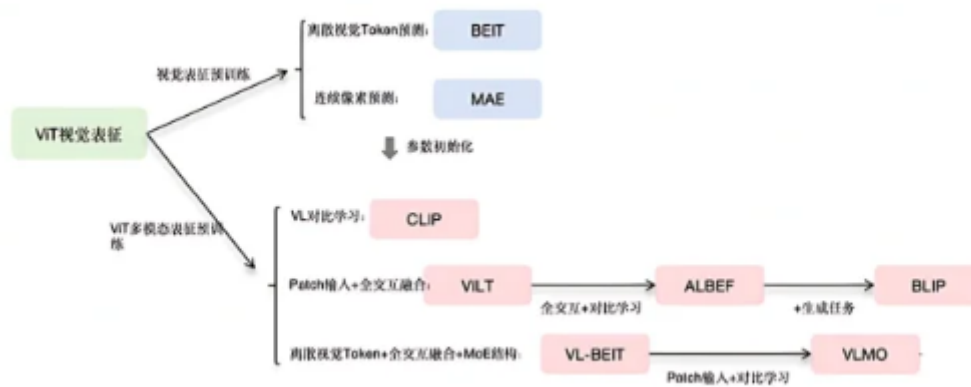 离散视觉Token预测:
BEIT
视觉表征预训练
连续像素预测:
MAE
ViT视觉表征
参数初始化
VL对比学习:
CLIP
ViT多模态表征预训
练
Patch输入+全交互融合:
VILT
ALBEF
BLIP
全交互+对比学习
+生成任务
离散视觉Token+全交互融合+MoE结构:
VL-BEIT
VLMO
Patch输入+对比学习